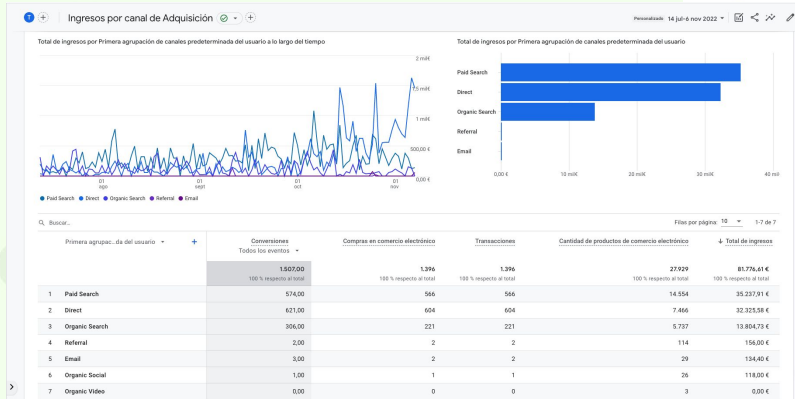 T
Ingresos por canal de Adquisición
Personalizado 14 jul-6 nov 2022
Total de ingresos por Primera agrupación de canales predeterminada del usuario a lo largo del tiempo
2 mil€
1,5 mil€
1 mil€
500,00 €
0,00 €
01 ago
01 sept
01 oct
01 nov
Paid Search Direct Organic Search Referral Email
Total de ingresos por Primera agrupación de canales predeterminada del usuario
Paid Search
Direct
Organic Search
Referral
Email
0,00 € 10 mil€ 20 mil€ 30 mil€ 40 mil
Buscar...
Filas por página: 10 1-7 de 7
Primera agrupac...da del usuario + Conversiones Compras en comercio electrónico Transacciones Cantidad de productos de comercio electrónico ↓ Total de ingresos
Todos los eventos
1.507,00 1.396 1.396 27.929 81.776,61 €
100 % respecto al total 100 % respecto al total 100 % respecto al total 100 % respecto al total 100 % respecto al total
1 Paid Search 574,00 566 566 14.554 35.237,91 €
2 Direct 621,00 604 604 7.466 32.325,58 €
3 Organic Search 306,00 221 221 5.737 13.804,73 €
4 Referral 2,00 2 2 114 156,00 €
5 Email 3,00 2 2 29 134,40 €
6 Organic Social 1,00 1 1 26 118,00 €
7 Organic Video 0,00 0 0 3 0,00 €